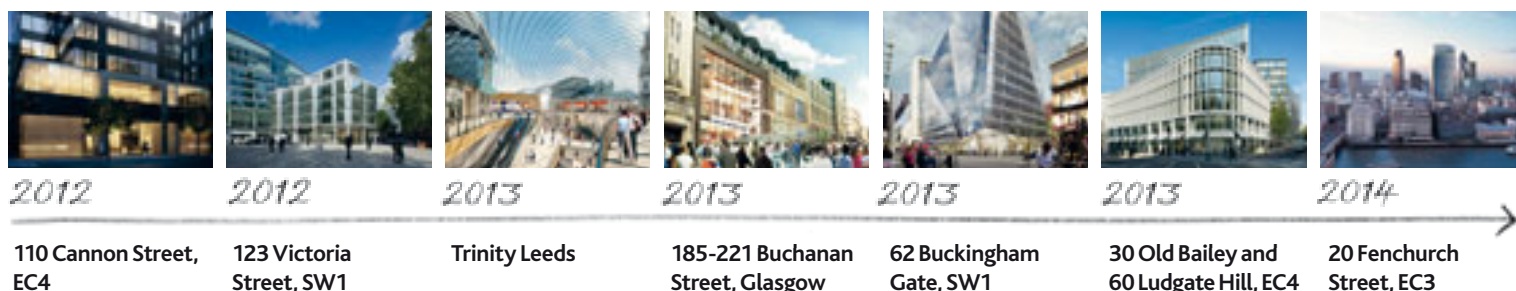 2012
2012
2013
2013
2013
2013
2014
110 Cannon Street,
EC4
123 Victoria
Street, SW1
Trinity Leeds
185-221 Buchanan
Street, Glasgow
62 Buckingham
Gate, SW1
30 Old Bailey and
60 Ludgate Hill, EC4
20 Fenchurch
Street, EC3